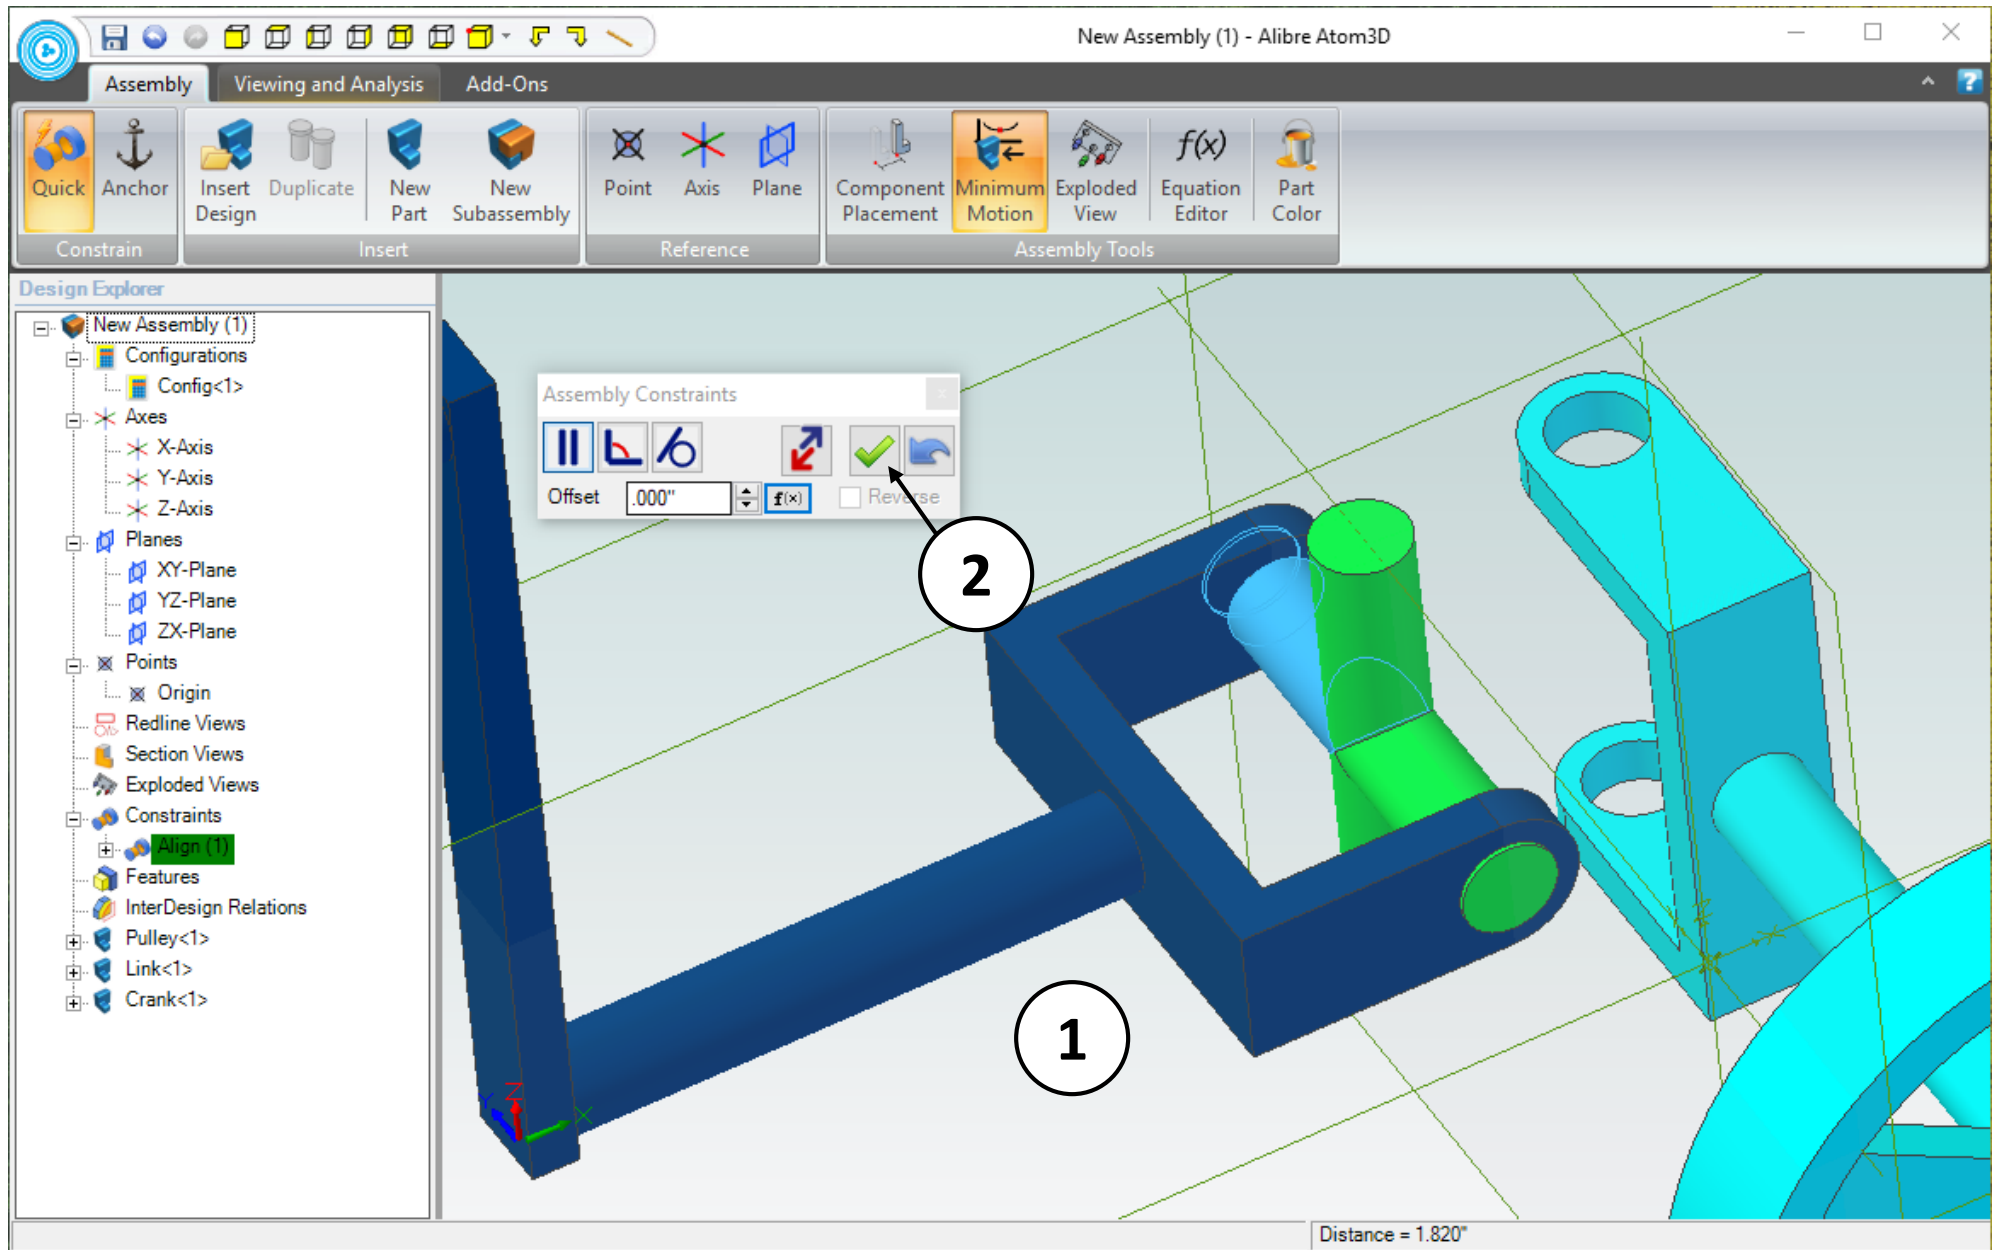 New Assembly (1) - Alibre Atom3D
Assembly
Viewing and Analysis
Add-Ons
?
Quick
Anchor
Insert
Design
Duplicate
New
Part
New
Subassembly
Point
Axis
Plane
Component
Placement
Minimum
Motion
Exploded
View
f(x)
Equation
Editor
Part
Color
Constrain
Insert
Reference
Assembly Tools
Design Explorer
New Assembly (1)
Configurations
Config<1>
Axes
X-Axis
Y-Axis
Z-Axis
Planes
XY-Plane
YZ-Plane
ZX-Plane
Points
Origin
Redline Views
Section Views
Exploded Views
Constraints
Align (1)
Features
InterDesign Relations
Pulley<1>
Link<1>
Crank<1>
Assembly Constraints
x
Offset
.000"
f(x)
Reverse
2
1
Z
Y
X
Distance = 1.820"